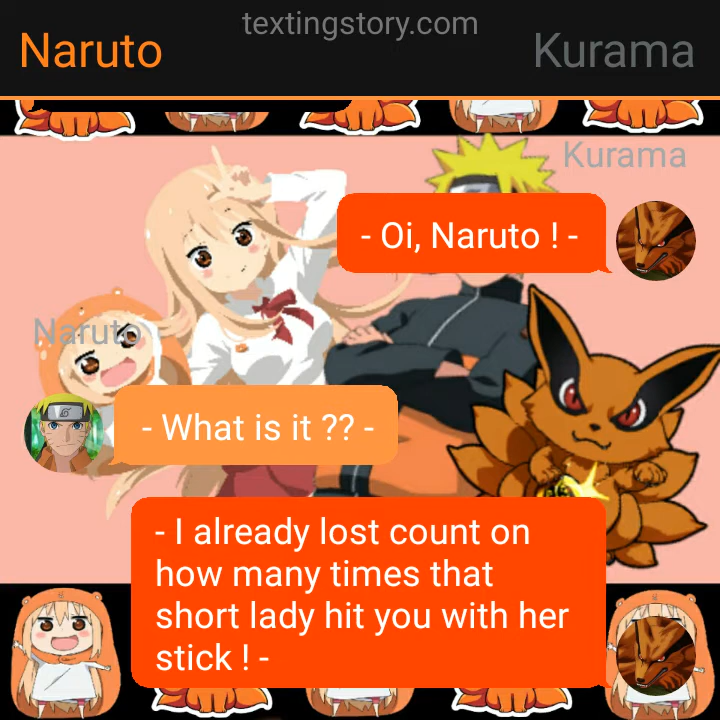 textingstory.com
Naruto
Kurama
Kurama
- Oi, Naruto ! -
Naruto
- What is it ?? -
- I already lost count on
how many times that
short lady hit you with her
stick ! -